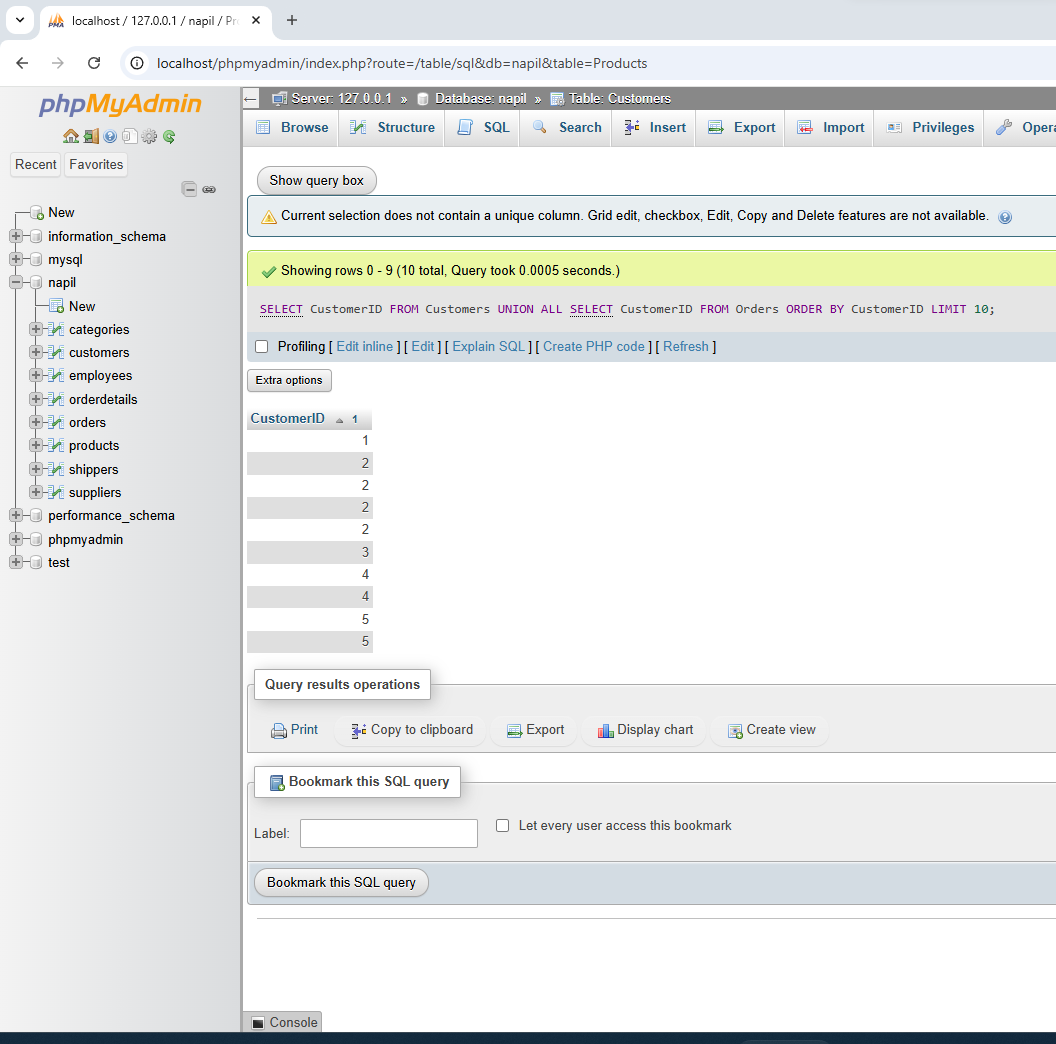 PMA
localhost / 127.0.0.1 / napil / Pr
localhost/phpmyadmin/index.php?route=/table/sql&db=napil&table=Products
phpMyAdmin
Recent
Favorites
New
information_schema
mysql
napil
New
categories
customers
employees
orderdetails
orders
products
shippers
suppliers
performance_schema
phpmyadmin
test
Server: 127.0.0.1 » Database: napil » Table: Customers
Browse Structure SQL Search Insert Export Import Privileges Opera
Show query box
Current selection does not contain a unique column. Grid edit, checkbox, Edit, Copy and Delete features are not available.
Showing rows 0 - 9 (10 total, Query took 0.0005 seconds.)
SELECT CustomerID FROM Customers UNION ALL SELECT CustomerID FROM Orders ORDER BY CustomerID LIMIT 10;
Profiling [ Edit inline ] [ Edit ] [ Explain SQL ] [ Create PHP code ] [ Refresh ]
Extra options
CustomerID 1
1
2
2
2
2
3
4
4
5
5
Query results operations
Print Copy to clipboard Export Display chart Create view
Bookmark this SQL query
Label:
Let every user access this bookmark
Bookmark this SQL query
Console